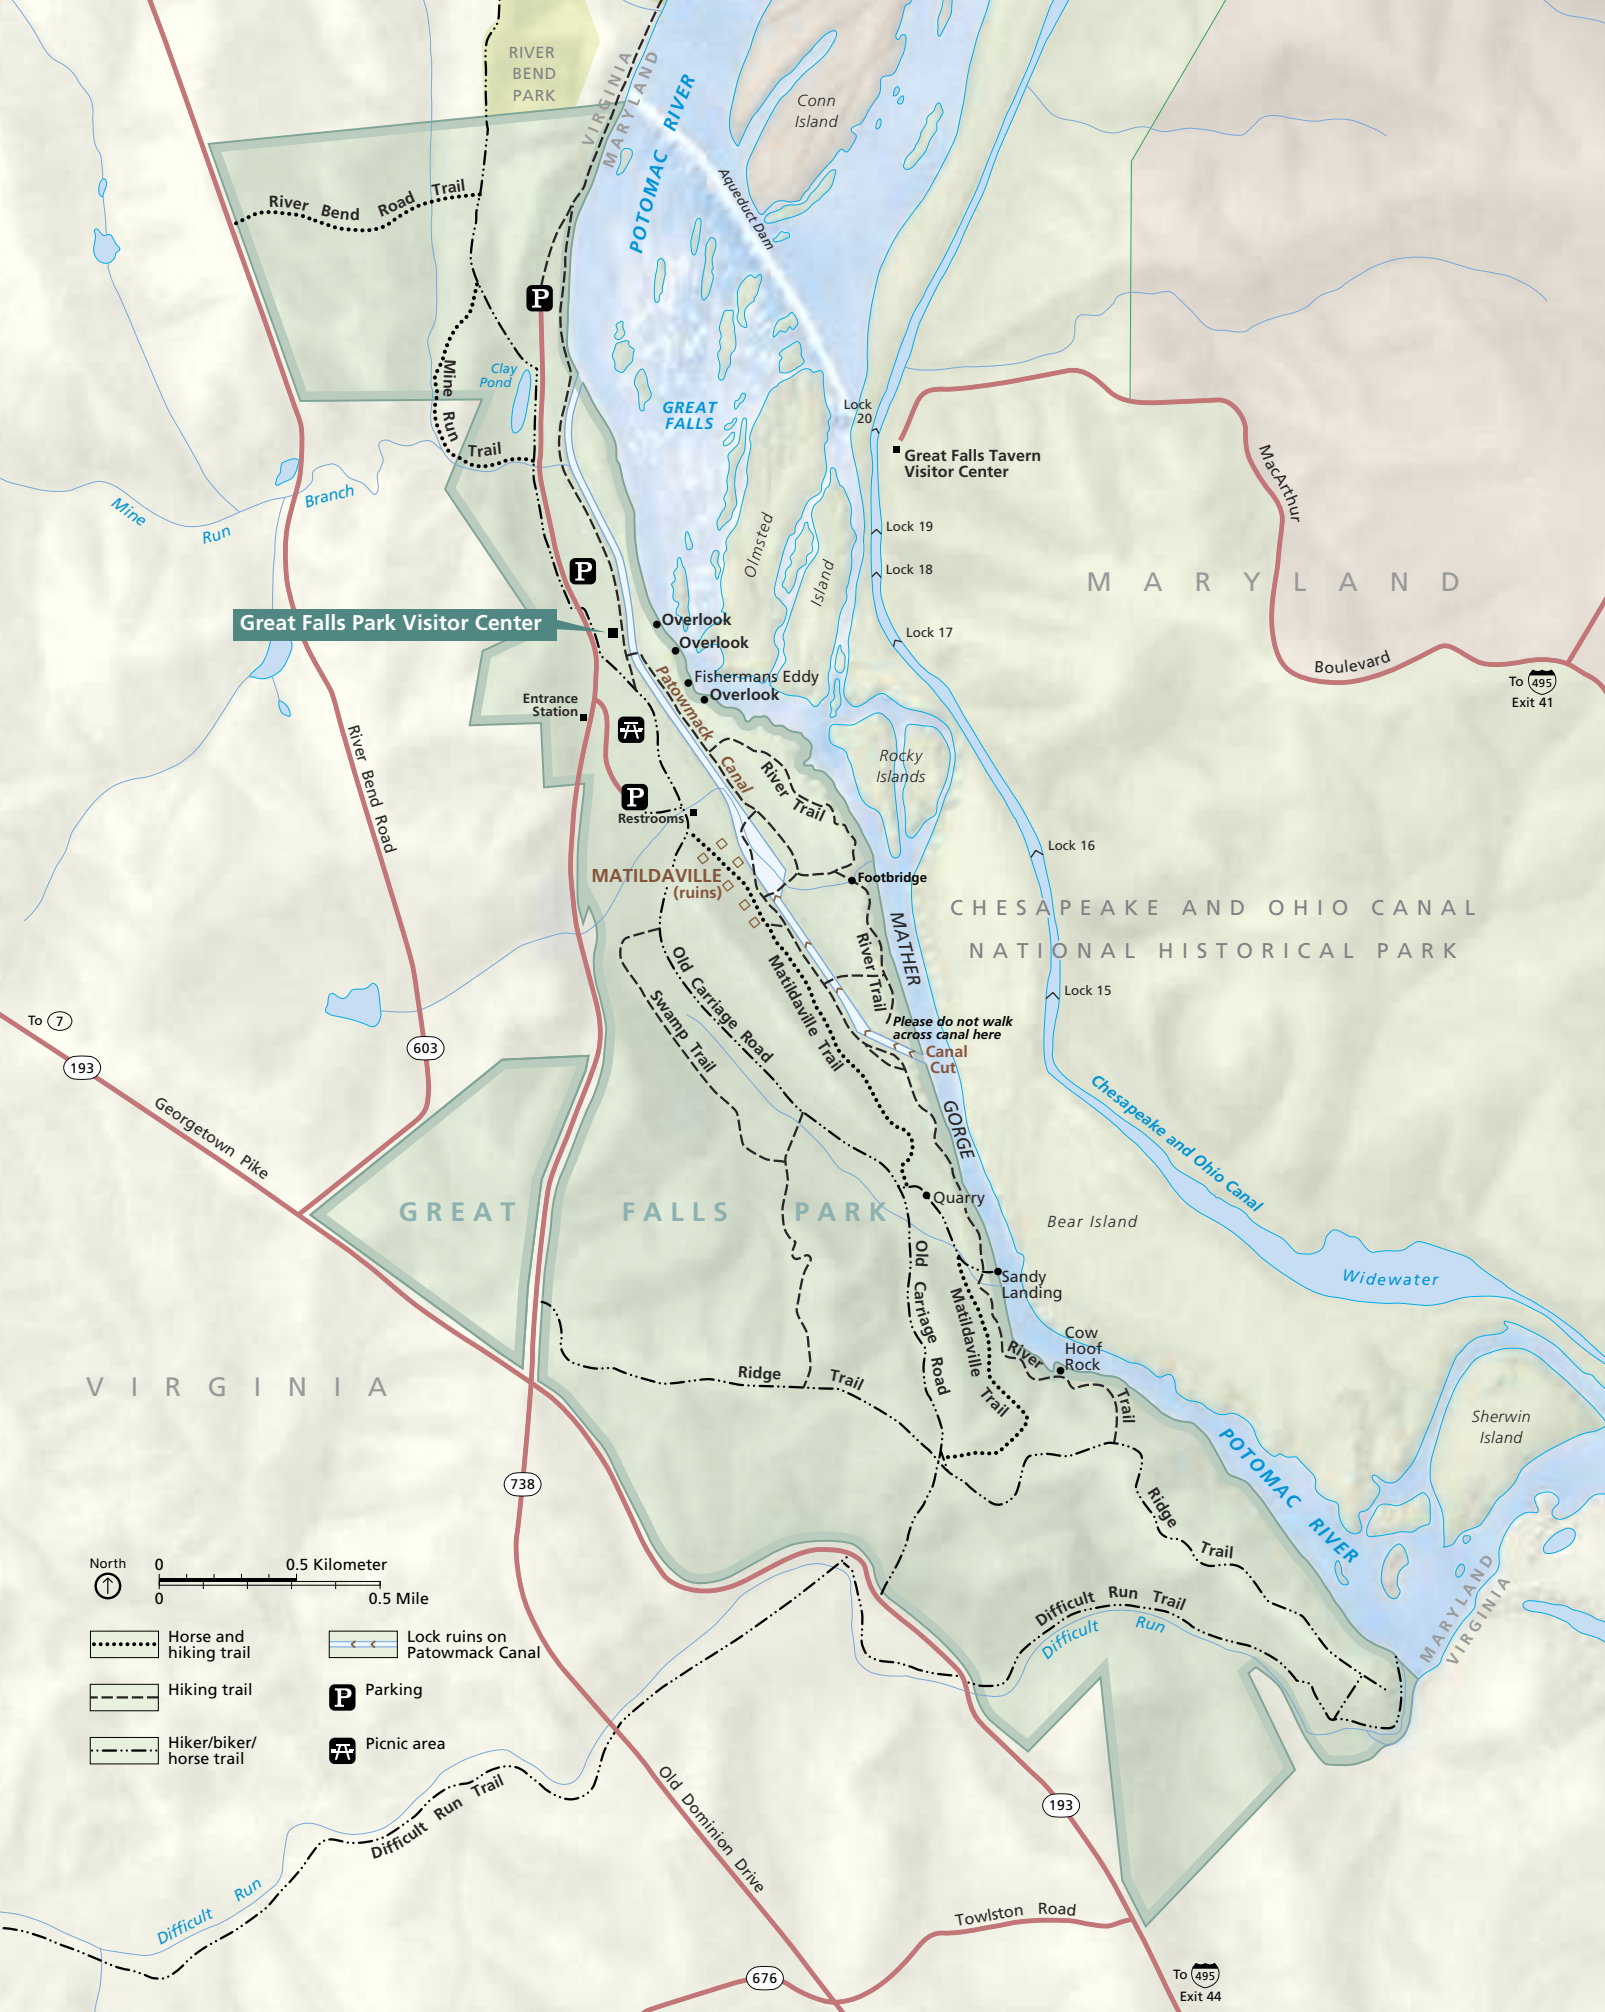 RIVER
BEND
PARK
VIRGINIA
MARYLAND
POTOMAC RIVER
Conn
Island
Aqueduct Dam
River Bend Road Trail
Mine Run Trail
Clay
Pond
GREAT
FALLS
Lock
20
Great Falls Tavern
Visitor Center
MacArthur
Boulevard
Mine Run Branch
Lock 19
Lock 18
Lock 17
Olmsted
Island
MARYLAND
Great Falls Park Visitor Center
Overlook
Overlook
Fishermans Eddy
Overlook
To 495
Exit 41
Entrance
Station
Patowmack
Canal
P
P
P
Restrooms
River Bend Road
River Trail
Rocky
Islands
Lock 16
MATILDAVILLE
(ruins)
Footbridge
CHESAPEAKE AND OHIO CANAL
NATIONAL HISTORICAL PARK
MATHER
GORGE
River Trail
Lock 15
Old Carriage Road
Swamp Trail
Matildaville Trail
Please do not walk
across canal here
Canal
Cut
To 7
193
603
Georgetown Pike
Chesapeake and Ohio Canal
GREAT FALLS PARK
Quarry
Bear Island
Widewater
Sandy
Landing
Old Carriage Road
Matildaville Trail
River Trail
Cow
Hoof
Rock
Ridge Trail
VIRGINIA
Sherwin
Island
POTOMAC RIVER
738
Ridge Trail
MARYLAND
VIRGINIA
Difficult Run Trail
Difficult Run
North
0 0.5 Kilometer
0 0.5 Mile
Horse and
hiking trail
Lock ruins on
Patowmack Canal
Hiking trail
P
Parking
Hiker/biker/
horse trail
Picnic area
Difficult Run Trail
Difficult Run
Old Dominion Drive
193
Towlston Road
676
To 495
Exit 44